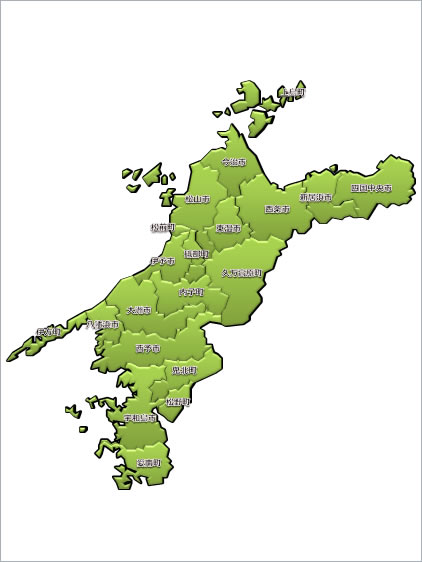 上島町
今治市
四国中央市
新居浜市
松山市
西条市
東温市
松前町
砥部町
伊予市
久万高原町
内子町
大洲市
八幡浜市
伊方町
西予市
鬼北町
松野町
宇和島市
愛南町